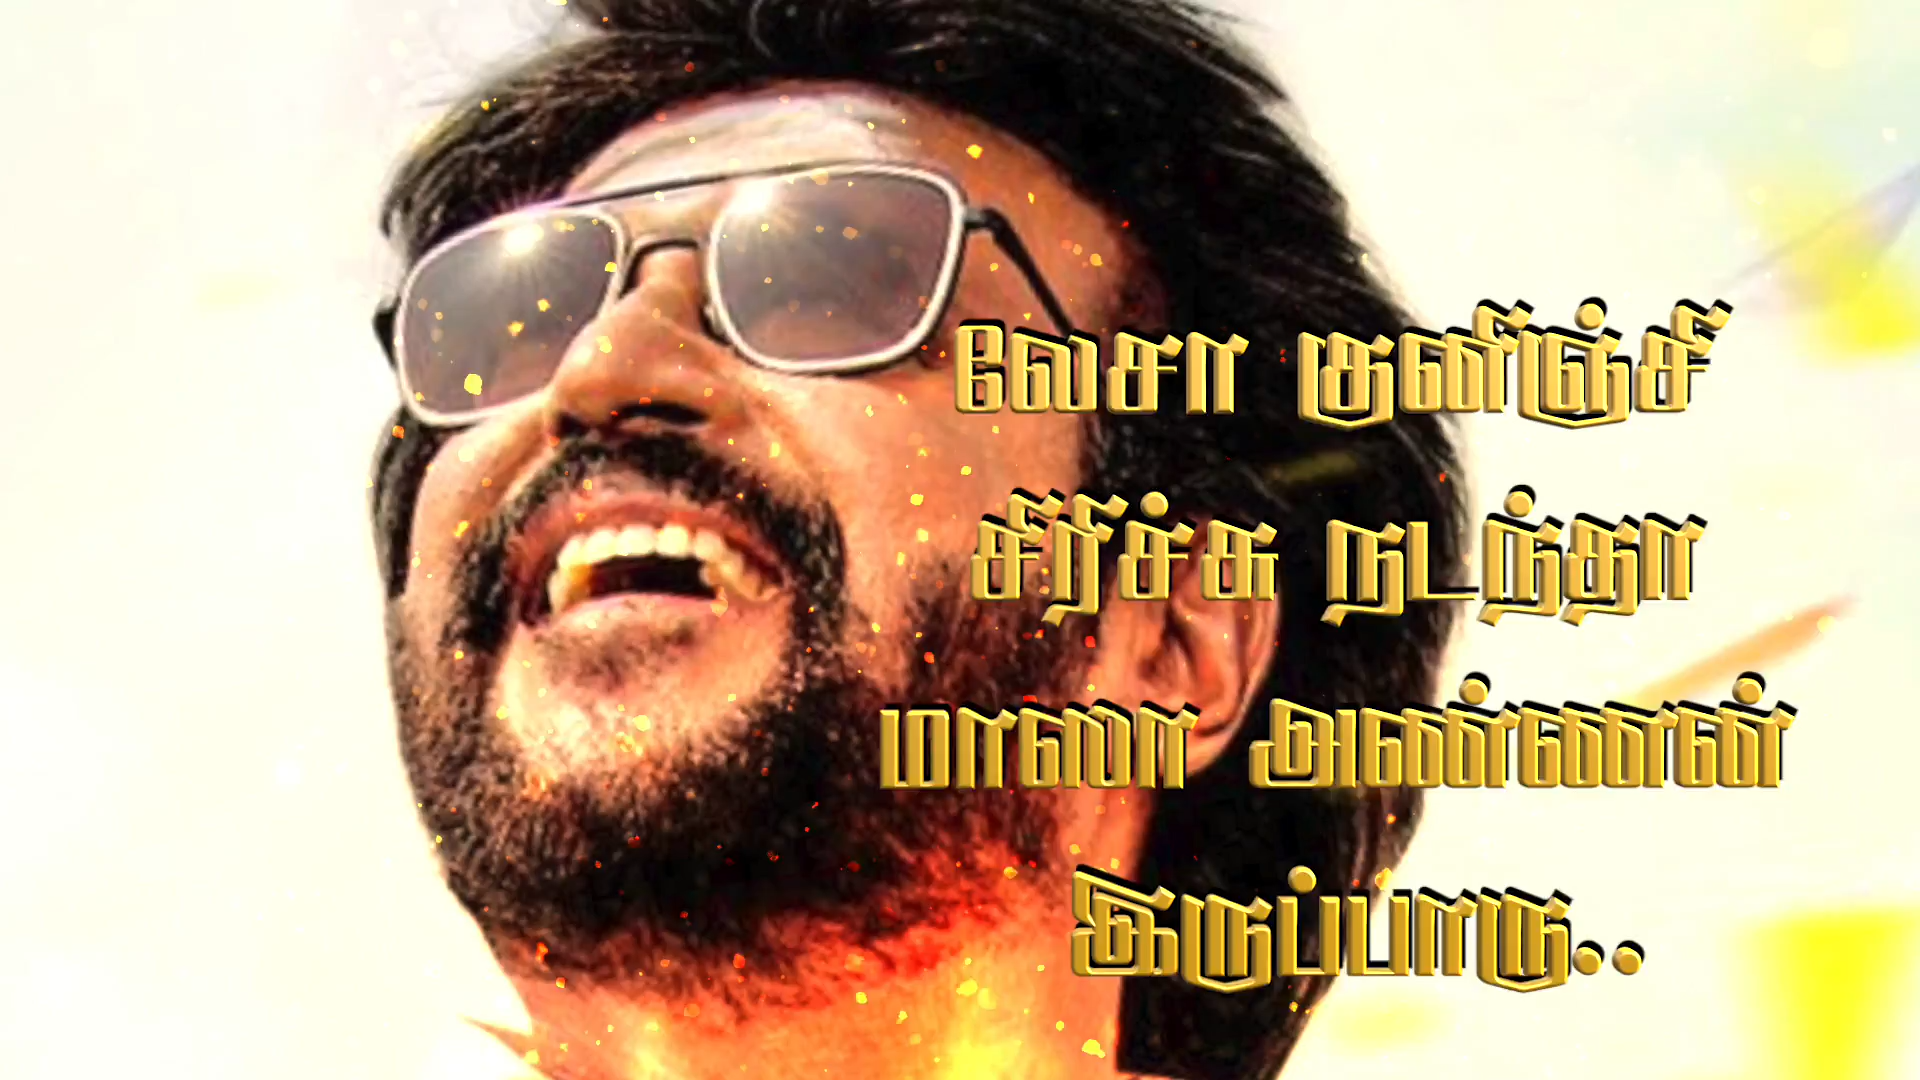 லேசா குனிஞ்சி
சிரிச்சு நடந்தா
மாலா அண்ணன்
இருப்பாரு..